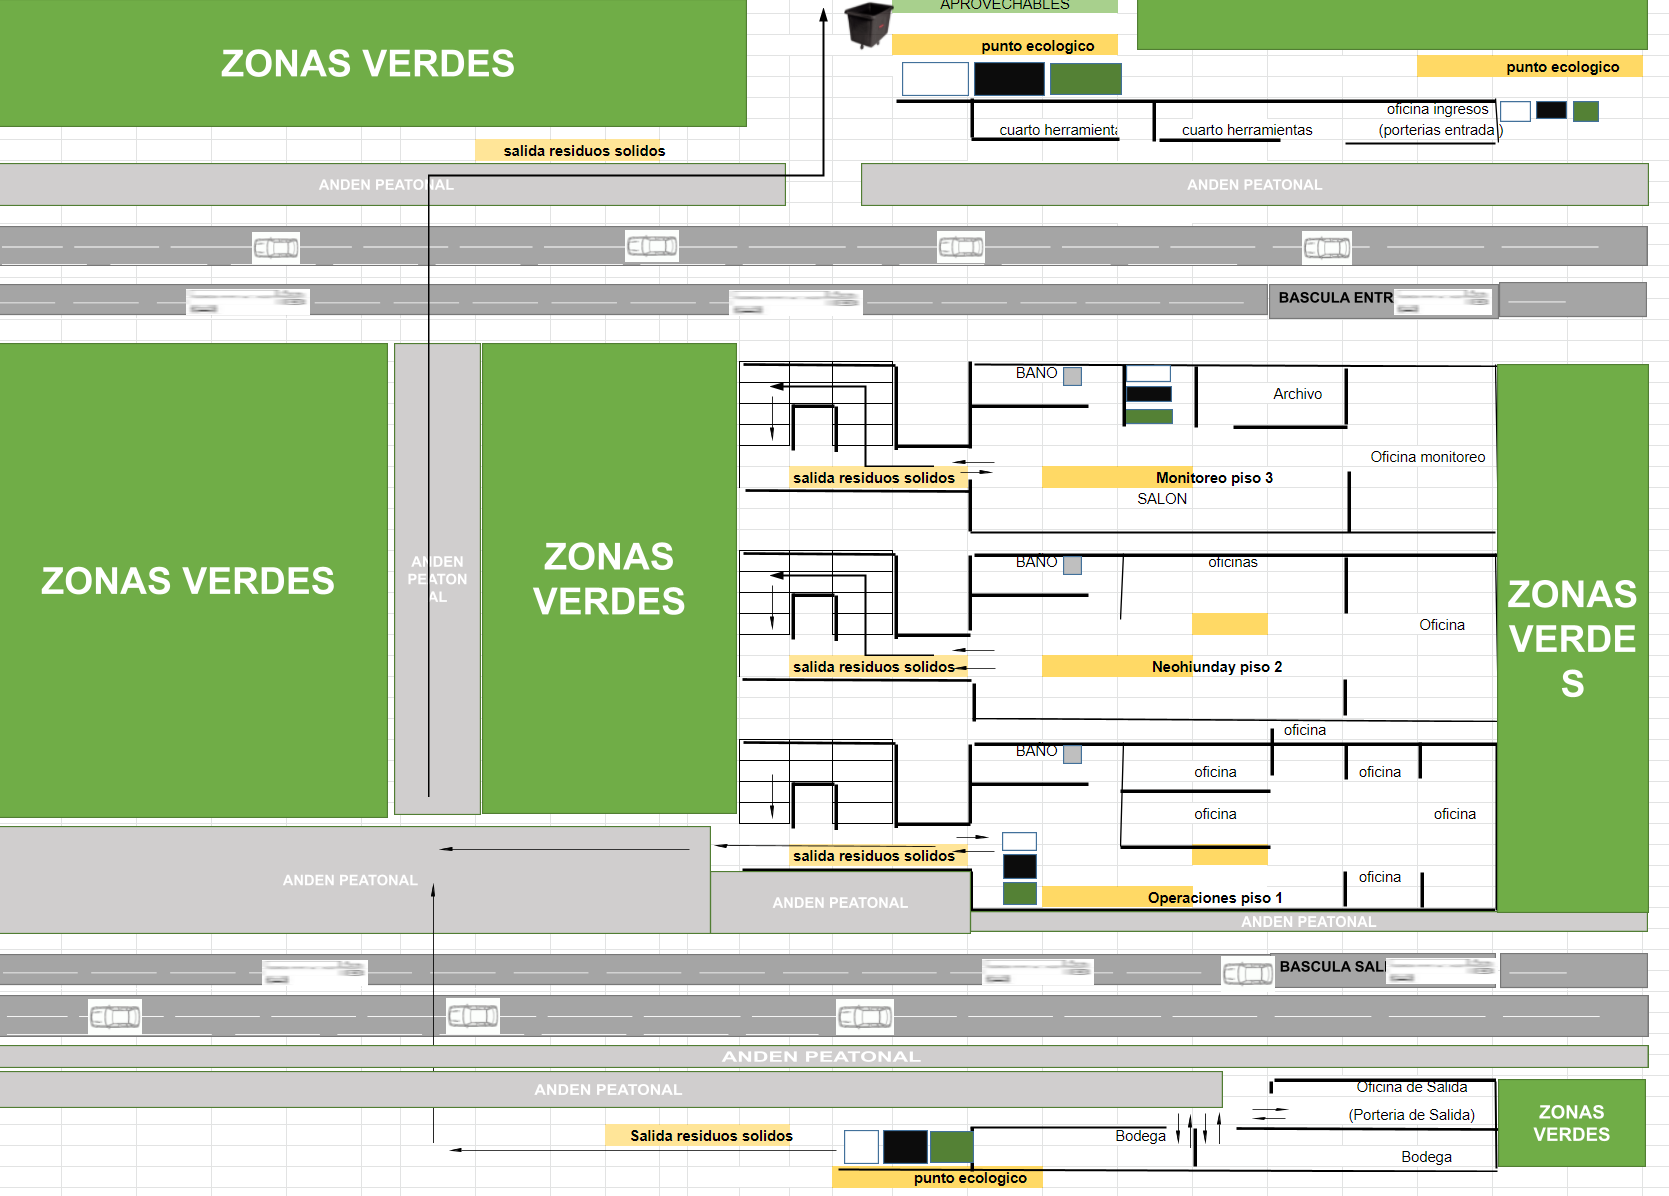 APROVECHABLES
ZONAS VERDES
punto ecologico
punto ecologico
oficina ingresos
cuarto herramienta
cuarto herramientas
(porterias entrada )
salida residuos solidos
ANDEN PEATONAL
ANDEN PEATONAL
BASCULA ENTR
BANO
Archivo
Oficina monitoreo
salida residuos solidos
Monitoreo piso 3
SALON
ZONAS VERDES
ANDEN
PEATON
AL
ZONAS
VERDES
BANO
oficinas
ZONAS
VERDE
S
Oficina
salida residuos solidos
Neohiunday piso 2
oficina
BANO
oficina
oficina
oficina
oficina
salida residuos solidos
oficina
ANDEN PEATONAL
ANDEN PEATONAL
Operaciones piso 1
ANDEN PEATONAL
BASCULA SALI
ANDEN PEATONAL
ANDEN PEATONAL
Oficina de Salida
(Porteria de Salida)
ZONAS
VERDES
Salida residuos solidos
Bodega
Bodega
punto ecologico